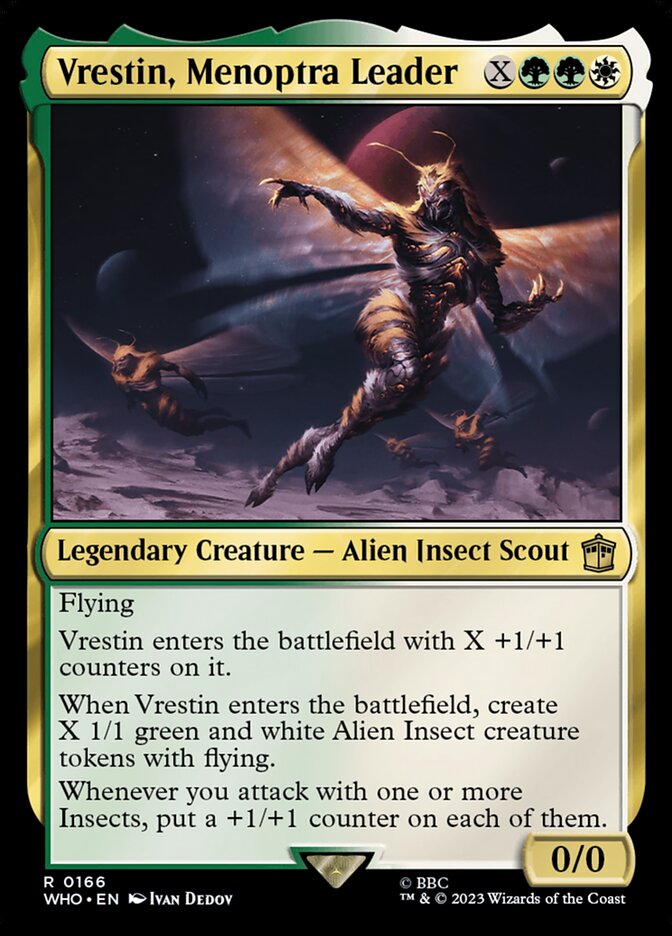 Vrestin, Menoptra Leader X
Legendary Creature — Alien Insect Scout
Flying
Vrestin enters the battlefield with X +1/+1
counters on it.
When Vrestin enters the battlefield, create
X 1/1 green and white Alien Insect creature
tokens with flying.
Whenever you attack with one or more
Insects, put a +1/+1 counter on each of them.
0/0
R 0166
WHO • EN Ivan Dedov
© BBC
™ & © 2023 Wizards of the Coast